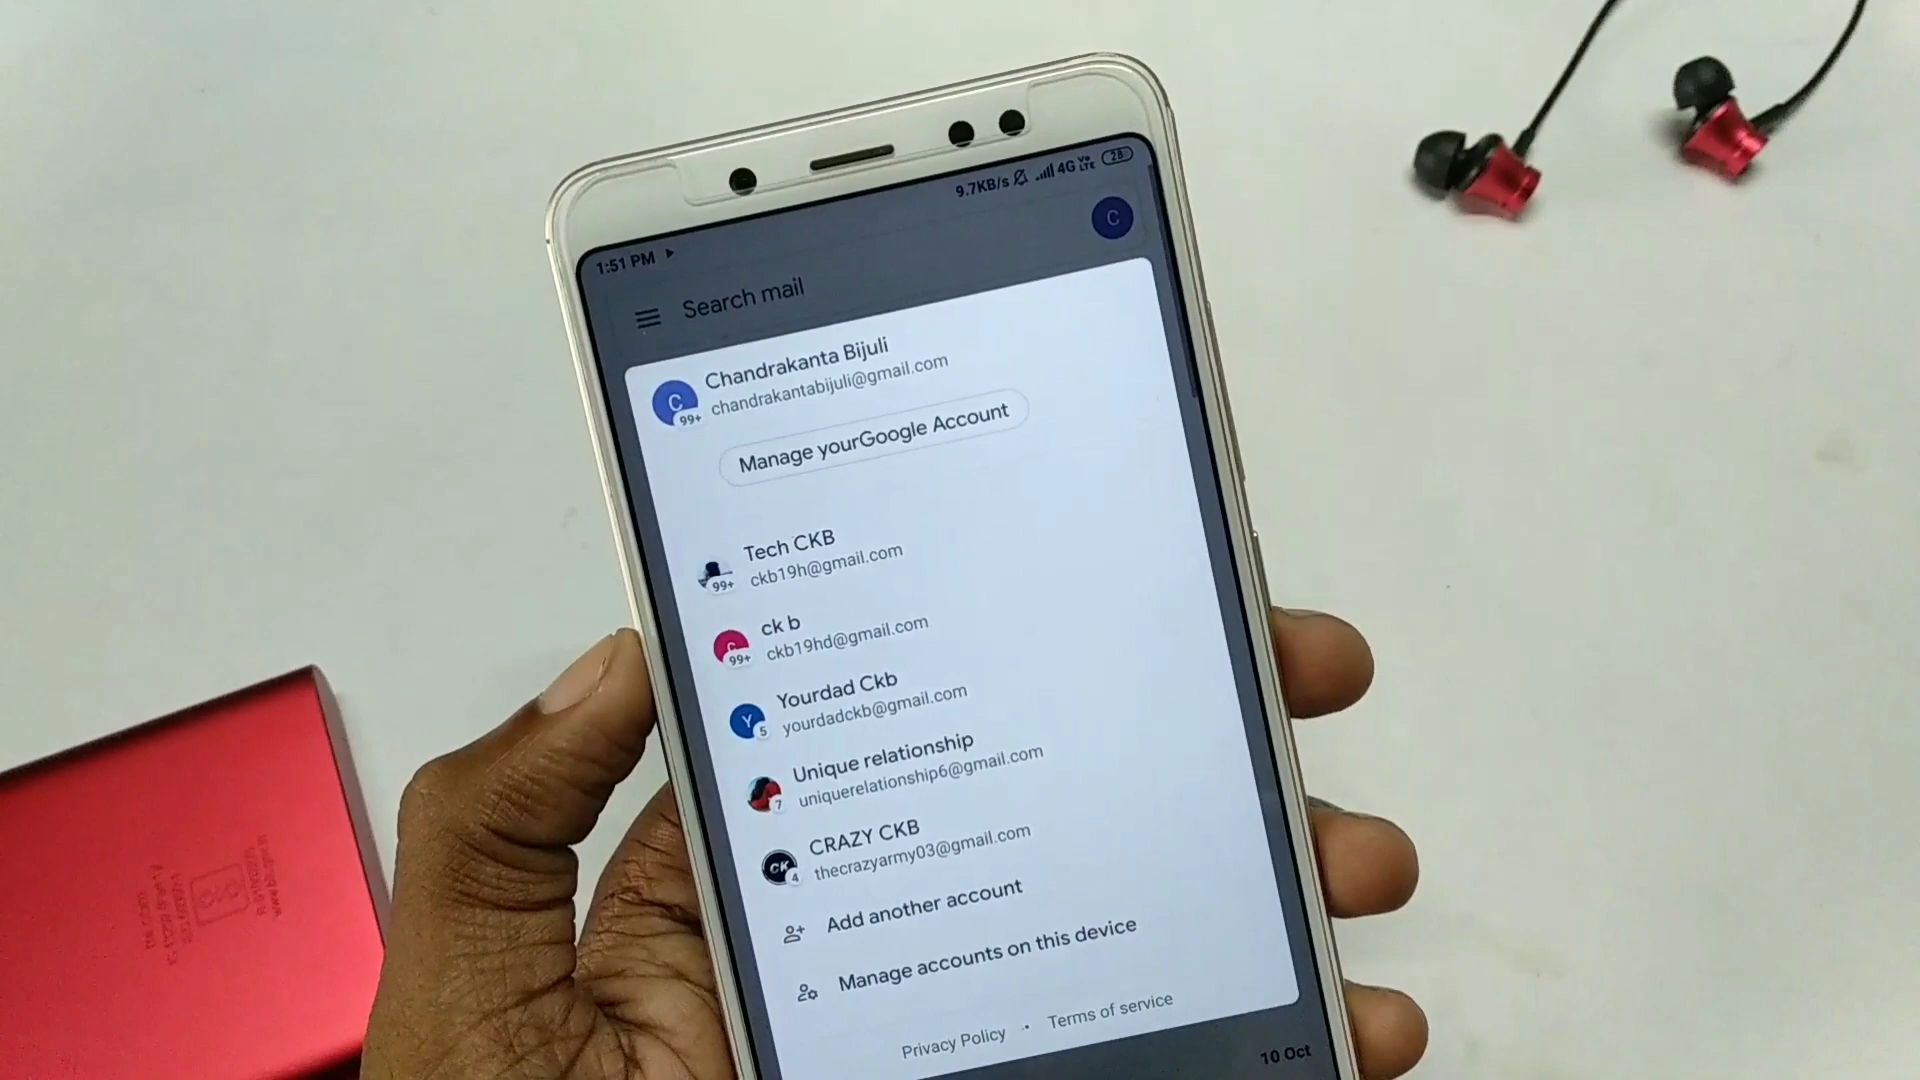 1:51 PM
9.7KB/s 4G Vo LTE 28
C
Search mail
Chandrakanta Bijuli
C 99+
chandrakantabijuli@gmail.com
Manage yourGoogle Account
Tech CKB
99+
ckb19h@gmail.com
ck b
99+
ckb19hd@gmail.com
Yourdad Ckb
Y 5
yourdadckb@gmail.com
Unique relationship
7
uniquerelationship6@gmail.com
CRAZY CKB
CK 4
thecrazyarmy03@gmail.com
Add another account
Manage accounts on this device
Privacy Policy · Terms of service
10 Oct